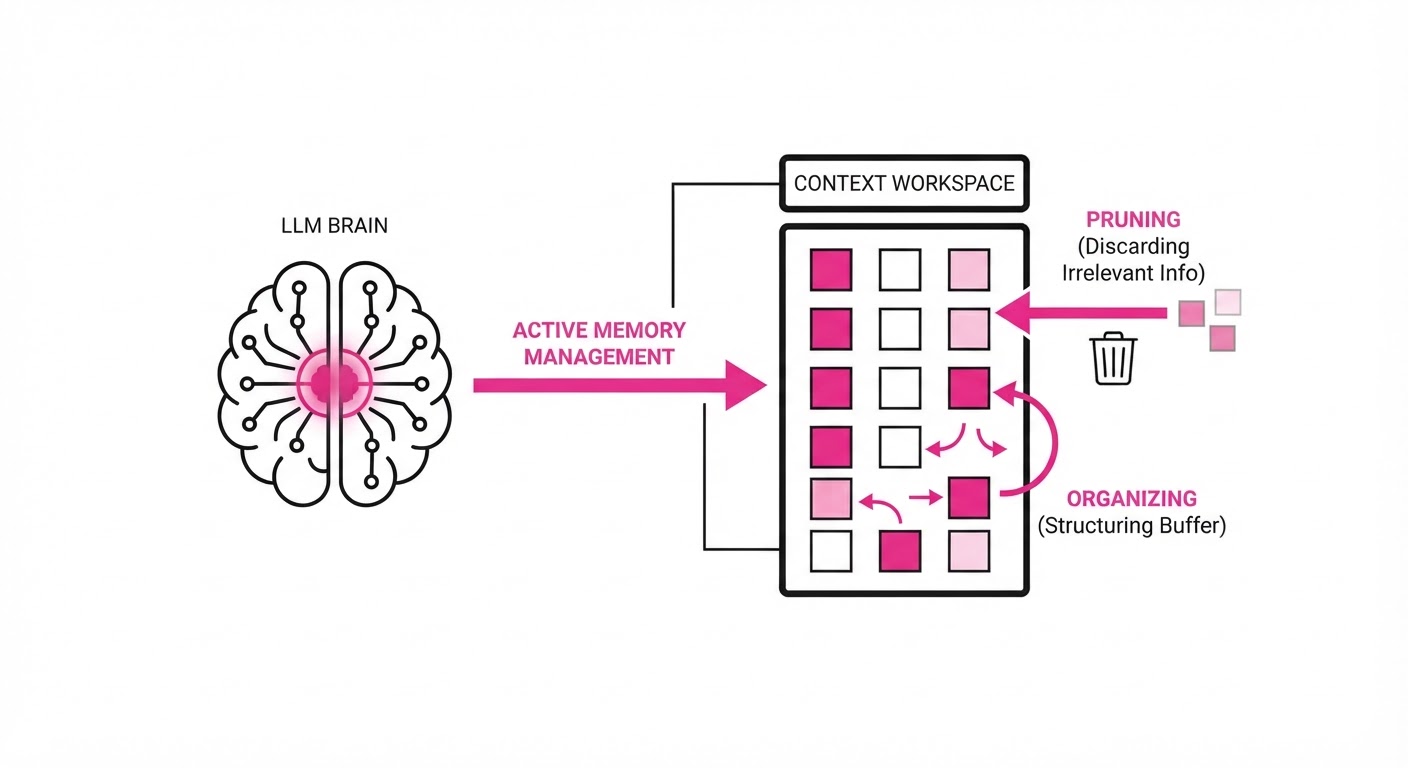 LLM BRAIN
ACTIVE MEMORY
MANAGEMENT
CONTEXT WORKSPACE
PRUNING
(Discarding
Irrelevant Info)
ORGANIZING
(Structuring Buffer)